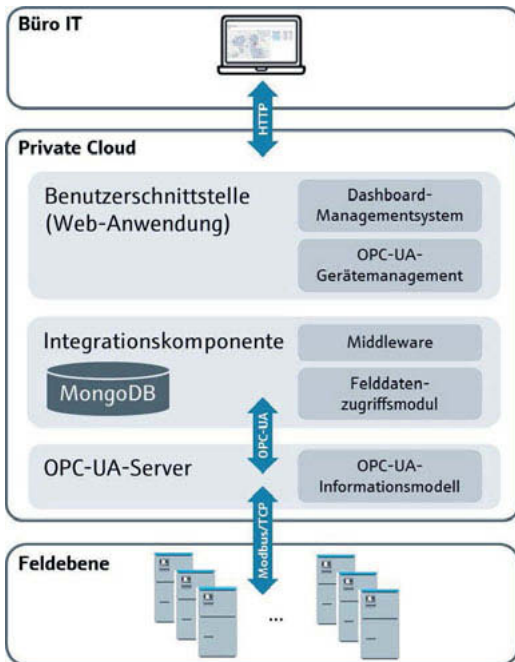 Büro IT
HTTP
Private Cloud
Benutzerschnittstelle
(Web-Anwendung)
Dashboard-
Managementsystem
OPC-UA-
Gerätemanagement
Integrationskomponente
MongoDB
Middleware
Felddaten-
zugriffsmodul
OPC-UA
OPC-UA-Server
OPC-UA-
Informationsmodell
Modbus/TCP
Feldebene
...